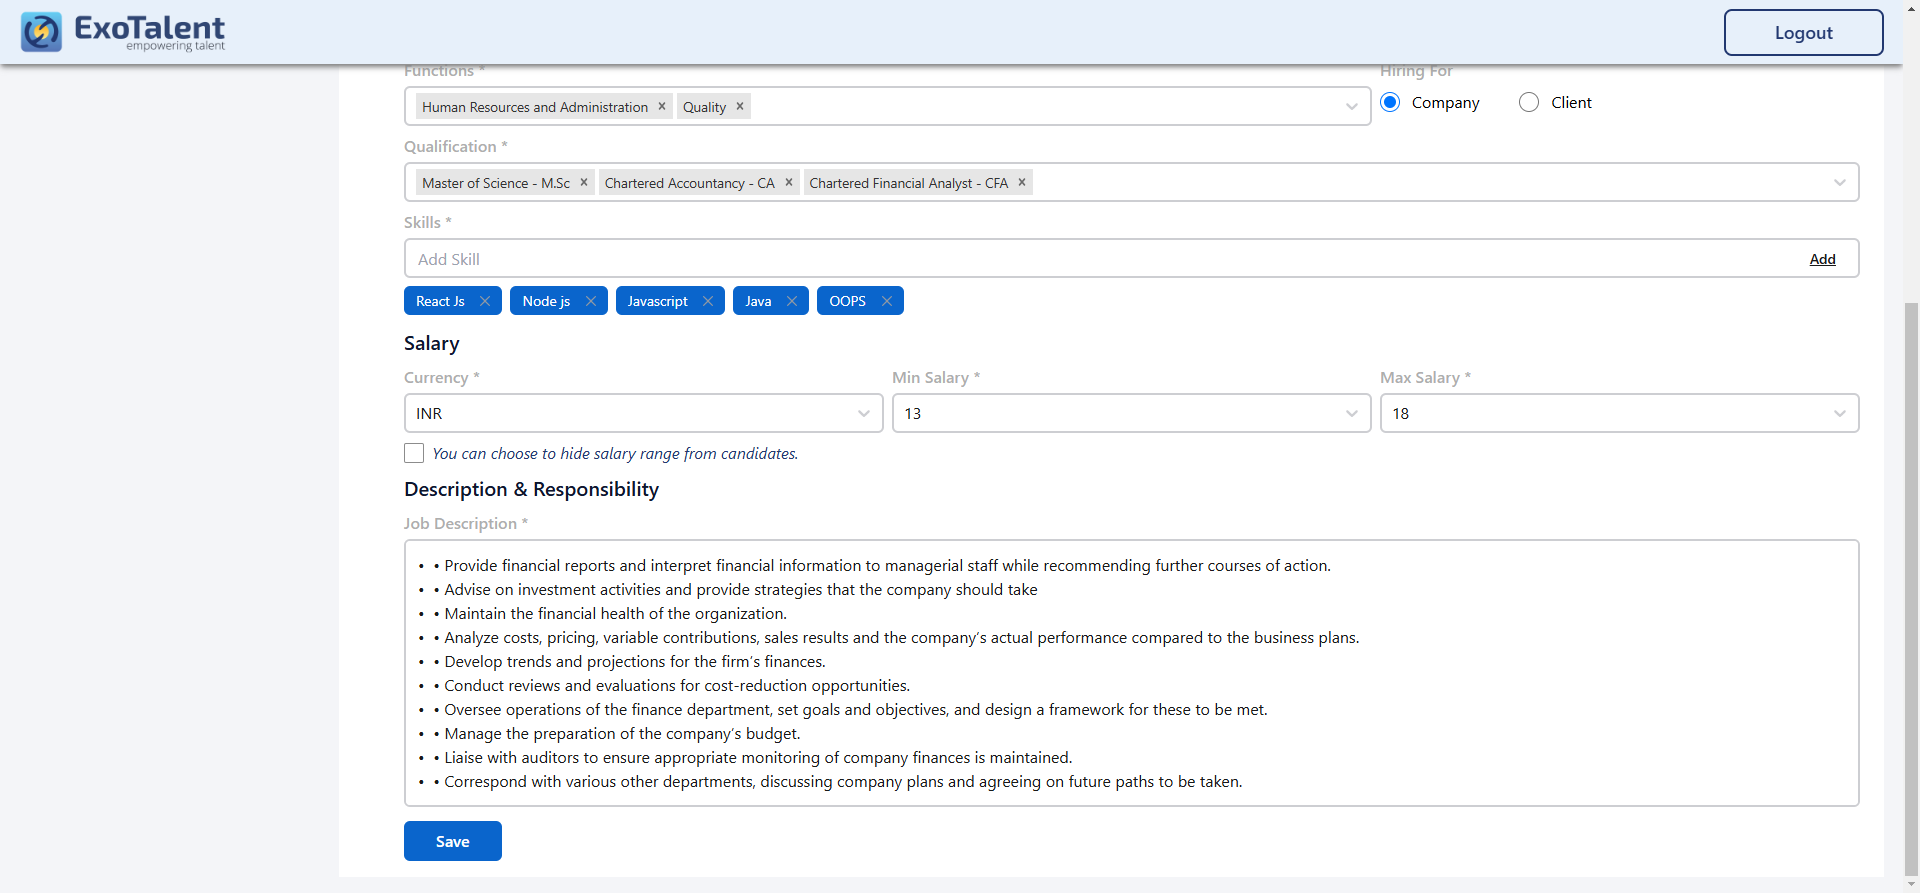 ExoTalent
empowering talent
Logout
Functions *
Hiring For
Human Resources and Administration × Quality ×
Company
Client
Qualification *
Master of Science - M.Sc × Chartered Accountancy - CA × Chartered Financial Analyst - CFA ×
Skills *
Add Skill
Add
React Js × Node js × Javascript × Java × OOPS ×
Salary
Currency *
Min Salary *
Max Salary *
INR
13
18
You can choose to hide salary range from candidates.
Description & Responsibility
Job Description *
• • Provide financial reports and interpret financial information to managerial staff while recommending further courses of action.
• • Advise on investment activities and provide strategies that the company should take
• • Maintain the financial health of the organization.
• • Analyze costs, pricing, variable contributions, sales results and the company’s actual performance compared to the business plans.
• • Develop trends and projections for the firm’s finances.
• • Conduct reviews and evaluations for cost-reduction opportunities.
• • Oversee operations of the finance department, set goals and objectives, and design a framework for these to be met.
• • Manage the preparation of the company’s budget.
• • Liaise with auditors to ensure appropriate monitoring of company finances is maintained.
• • Correspond with various other departments, discussing company plans and agreeing on future paths to be taken.
Save